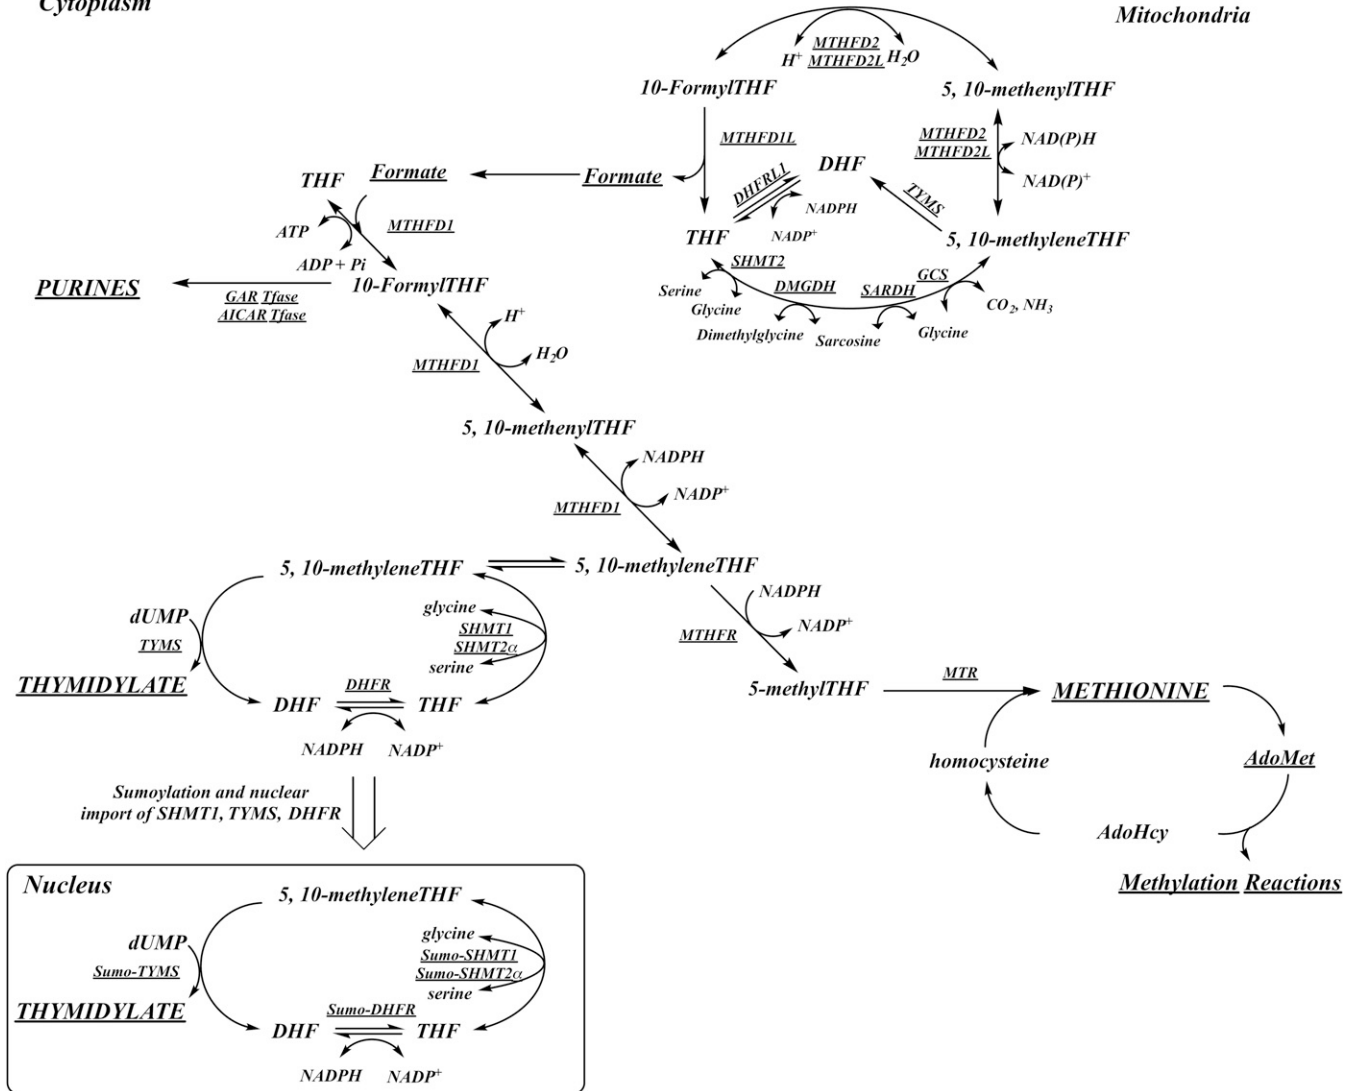 Cytoplasm
Mitochondria
MTHFD2
H⁺ MTHFD2L H₂O
10-FormylTHF
5, 10-methenylTHF
MTHFD1L
MTHFD2
MTHFD2L
NAD(P)H
NAD(P)⁺
DHF
DHFRL1
TYMS
NADPH
NADP⁺
THF
5, 10-methyleneTHF
SHMT2
GCS
DMGDH
SARDH
Serine
Glycine
Dimethylglycine
Sarcosine
Glycine
CO₂, NH₃
THF
Formate
Formate
ATP
MTHFD1
ADP + Pi
PURINES
10-FormylTHF
GAR Tfase
AICAR Tfase
H⁺
H₂O
MTHFD1
5, 10-methenylTHF
NADPH
NADP⁺
MTHFD1
5, 10-methyleneTHF
5, 10-methyleneTHF
NADPH
NADP⁺
MTHFR
dUMP
TYMS
THYMIDYLATE
glycine
SHMT1
SHMT2α
serine
DHF
DHFR
THF
NADPH
NADP⁺
5-methylTHF
MTR
METHIONINE
homocysteine
AdoMet
AdoHcy
Methylation Reactions
Sumoylation and nuclear
import of SHMT1, TYMS, DHFR
Nucleus
5, 10-methyleneTHF
dUMP
Sumo-TYMS
THYMIDYLATE
glycine
Sumo-SHMT1
Sumo-SHMT2α
serine
Sumo-DHFR
DHF
THF
NADPH
NADP⁺